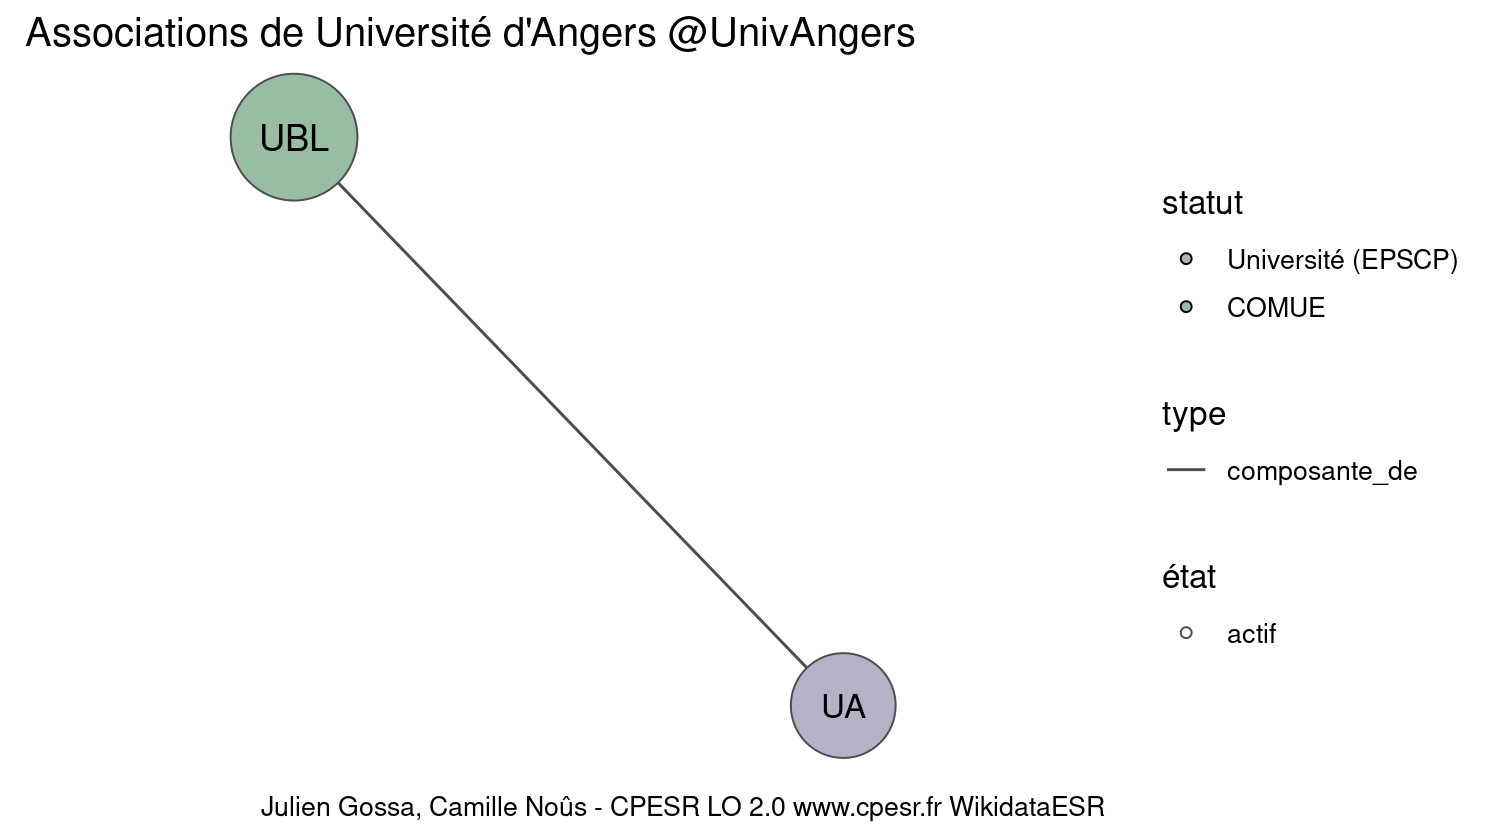 Associations de Université d'Angers @UnivAngers
UBL
UA
statut
Université (EPSCP)
COMUE
type
composante_de
état
actif
Julien Gossa, Camille Noûs - CPESR LO 2.0 www.cpesr.fr WikidataESR